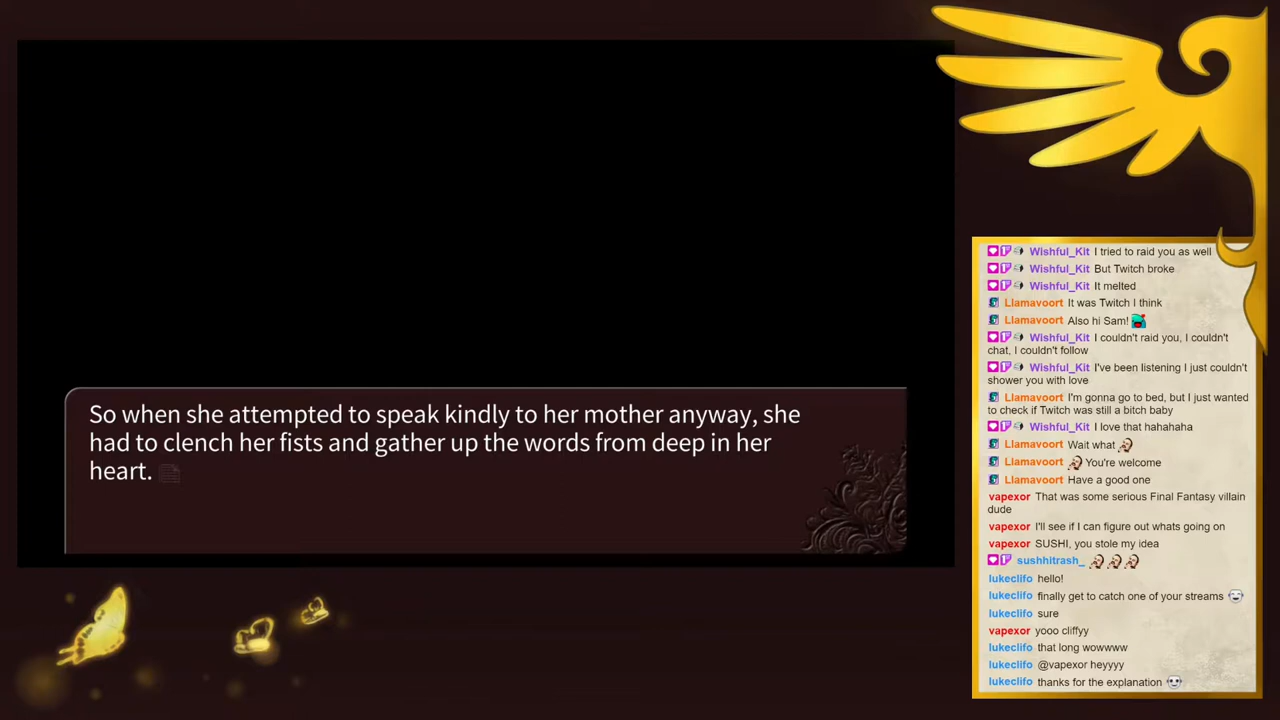 So when she attempted to speak kindly to her mother anyway, she
had to clench her fists and gather up the words from deep in her
heart.
Wishful_Kit I tried to raid you as well
Wishful_Kit But Twitch broke
Wishful_Kit It melted
Llamavoort It was Twitch I think
Llamavoort Also hi Sam!
Wishful_Kit I couldn't raid you, I couldn't
chat, I couldn't follow
Wishful_Kit I've been listening I just couldn't
shower you with love
Llamavoort I'm gonna go to bed, but I just wanted
to check if Twitch was still a bitch baby
Wishful_Kit I love that hahahaha
Llamavoort Wait what
Llamavoort You're welcome
Llamavoort Have a good one
vapexor That was some serious Final Fantasy villain
dude
vapexor I'll see if I can figure out whats going on
vapexor SUSHI, you stole my idea
sushhitrash_
lukeclifo hello!
lukeclifo finally get to catch one of your streams
lukeclifo sure
vapexor yooo cliffyy
lukeclifo that long wowwww
lukeclifo @vapexor heyyyy
lukeclifo thanks for the explanation